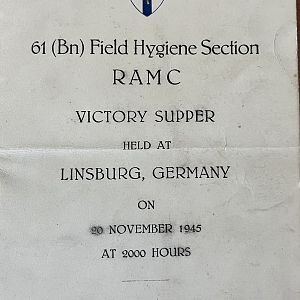 61 (Bn) Field Hygiene Section
RAMC
VICTORY SUPPER
HELD AT
LINSBURG, GERMANY
ON
20 NOVEMBER 1945
AT 2000 HOURS